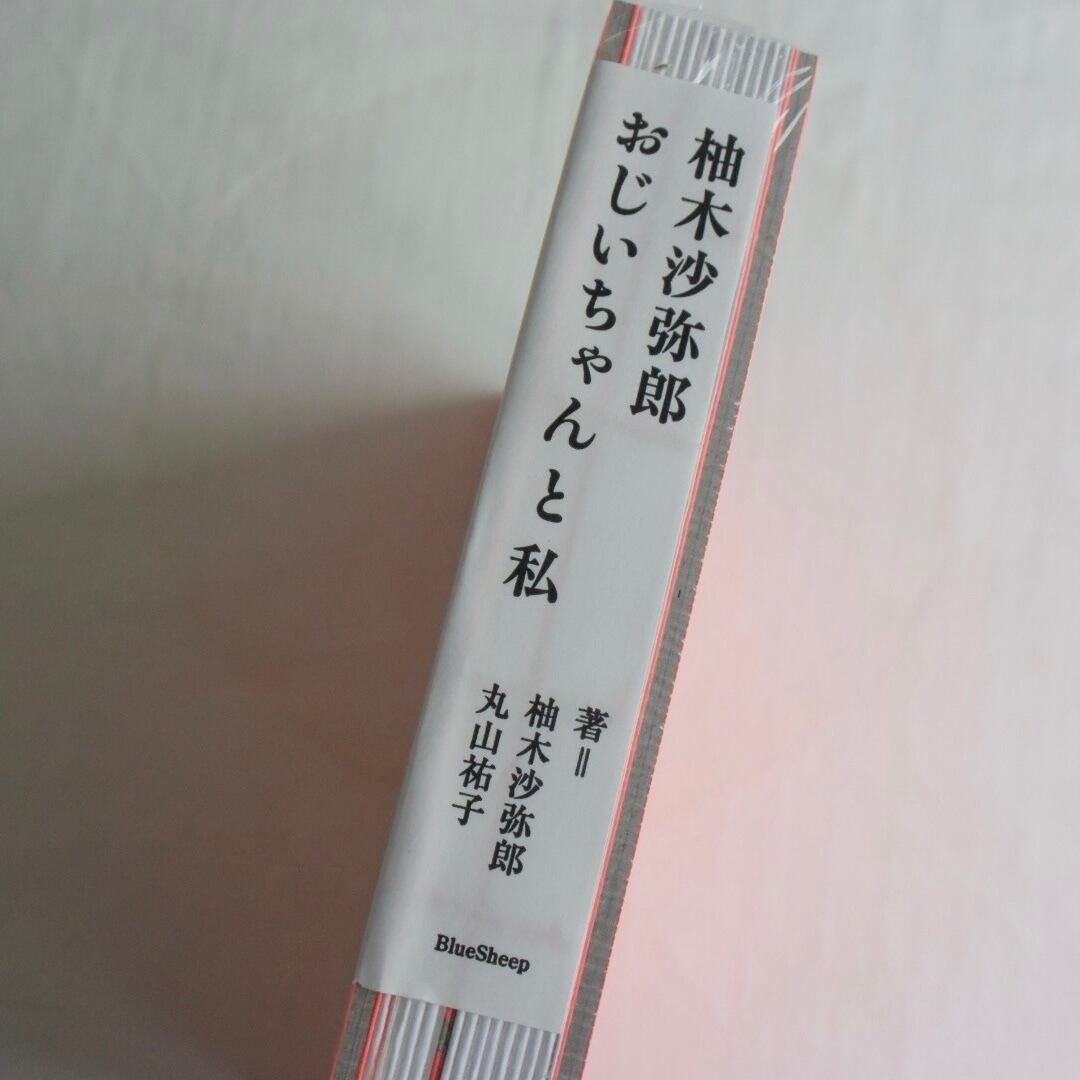 柚木沙弥郎
おじいちゃんと私
著＝
柚木沙弥郎
丸山祐子
BlueSheep